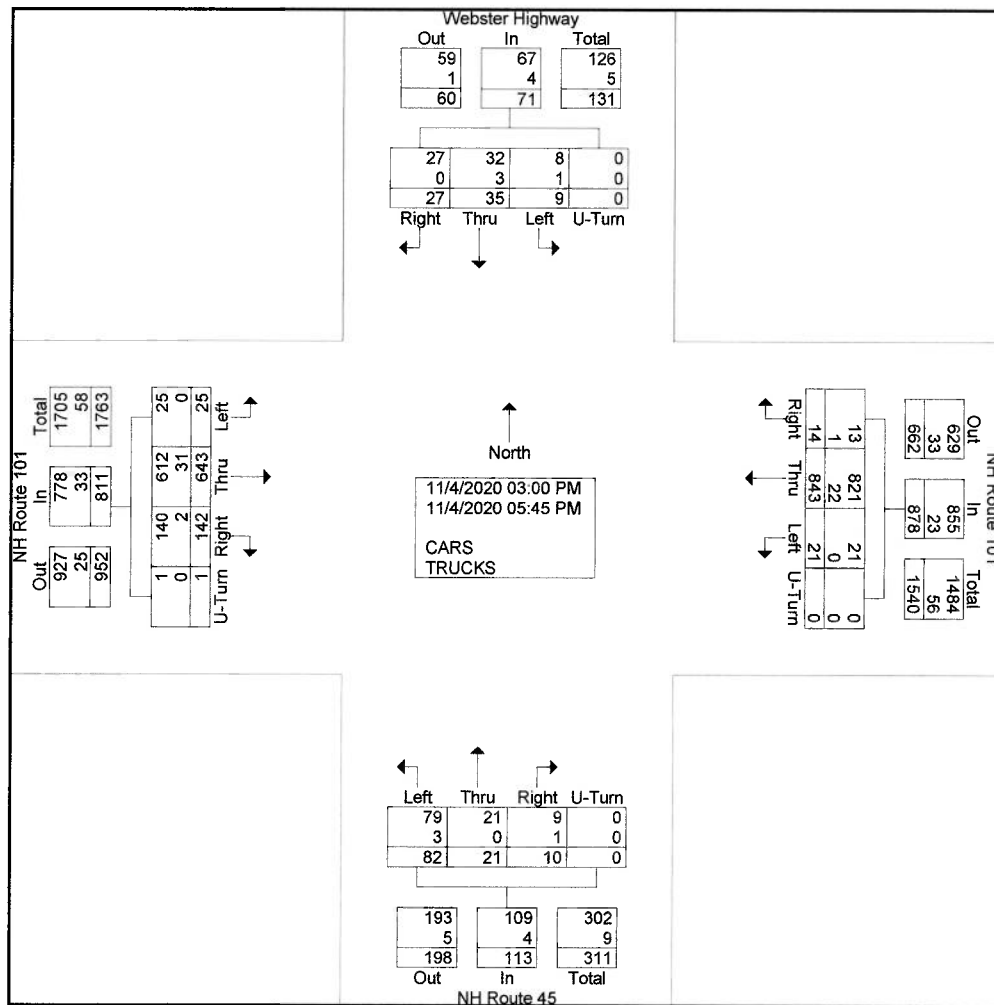 Webster Highway
Out In Total
59 67 126
1 4 5
60 71 131
27 32 8 0
0 3 1 0
27 35 9 0
Right Thru Left U-Turn
NH Route 101
Total In Out
1705 778 927
58 33 25
1763 811 952
25 612 140 1
0 31 2 0
25 643 142 1
Left Thru Right U-Turn
North
11/4/2020 03:00 PM
11/4/2020 05:45 PM
CARS
TRUCKS
Right Thru Left U-Turn
14 843 21 0
1 22 0 0
13 821 21 0
Out In Total
629 855 1484
33 23 56
662 878 1540
NH Route 101
Left Thru Right U-Turn
79 21 9 0
3 0 1 0
82 21 10 0
193 109 302
5 4 9
198 113 311
Out In Total
NH Route 45